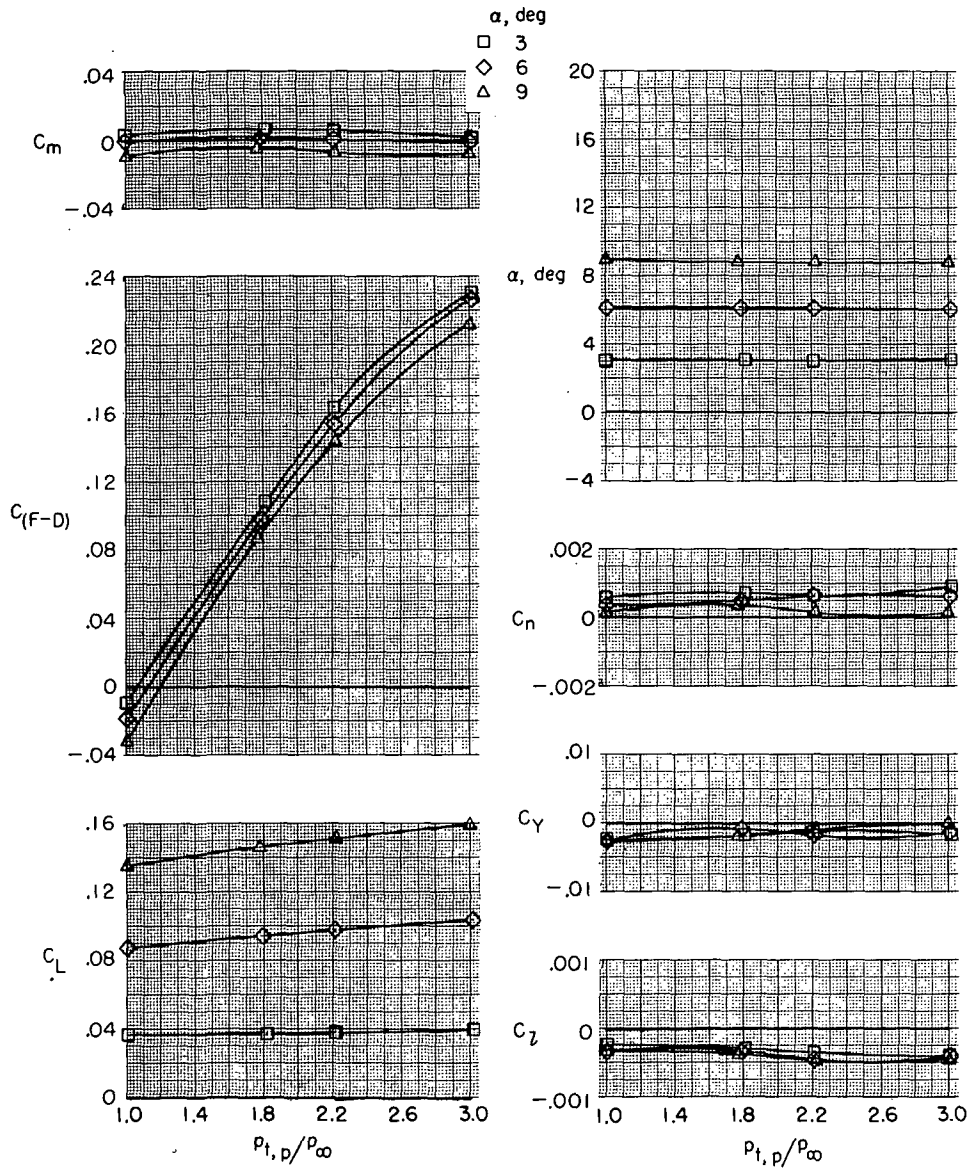 α, deg
3
6
9
.04
0
−.04
C_m
.24
.20
.16
.12
.08
.04
0
−.04
C_(F−D)
.16
.12
.08
.04
0
C_L
1.0 1.4 1.8 2.2 2.6 3.0
p_t,p/p_∞
20
16
12
8
4
0
−4
α, deg
.002
0
−.002
C_n
.01
0
−.01
C_Y
.001
0
−.001
C_l
1.0 1.4 1.8 2.2 2.6 3.0
p_t,p/p_∞